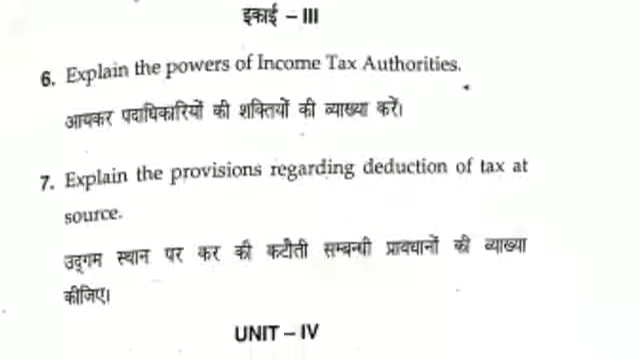 इकाई – III
6. Explain the powers of Income Tax Authorities.
आयकर पदाधिकारियों की शक्तियों की व्याख्या करें।
7. Explain the provisions regarding deduction of tax at
source.
उद्गम स्थान पर कर की कटौती सम्बन्धी प्रावधानों की व्याख्या
कीजिए।
UNIT – IV